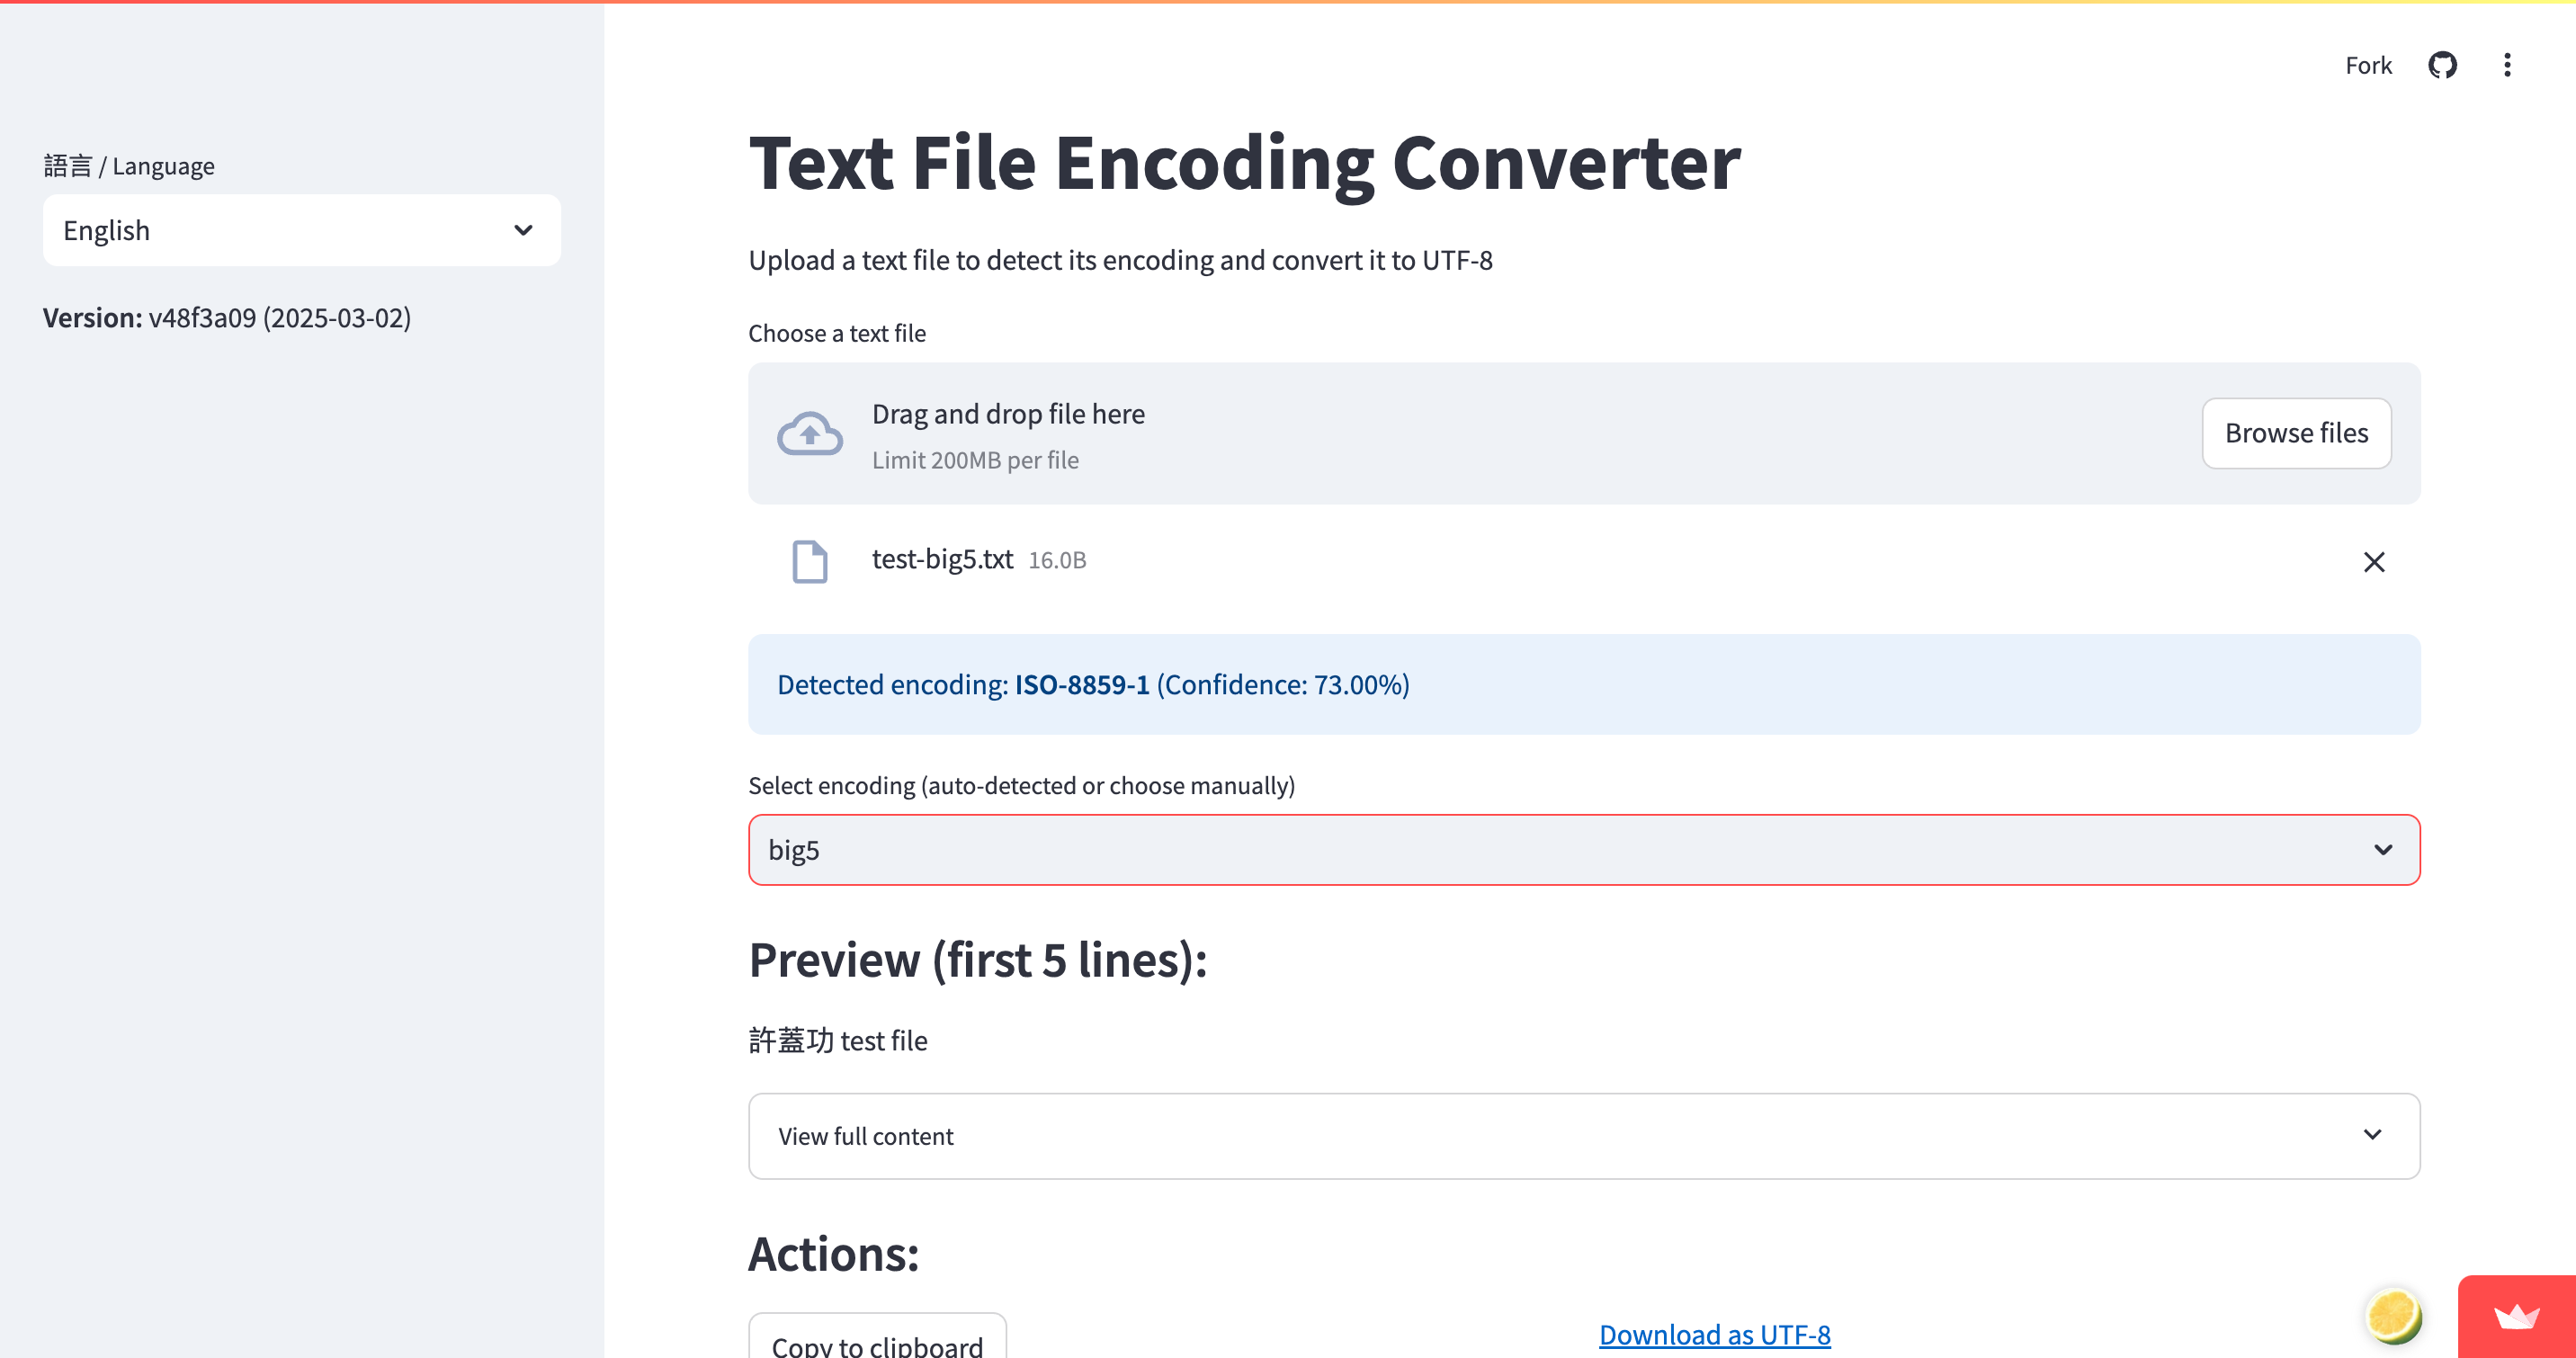 Fork
語言 / Language
English
Version: v48f3a09 (2025-03-02)
Text File Encoding Converter
Upload a text file to detect its encoding and convert it to UTF-8
Choose a text file
Drag and drop file here
Limit 200MB per file
Browse files
test-big5.txt 16.0B
Detected encoding: ISO-8859-1 (Confidence: 73.00%)
Select encoding (auto-detected or choose manually)
big5
Preview (first 5 lines):
許蓋功 test file
View full content
Actions:
Copy to clipboard
Download as UTF-8